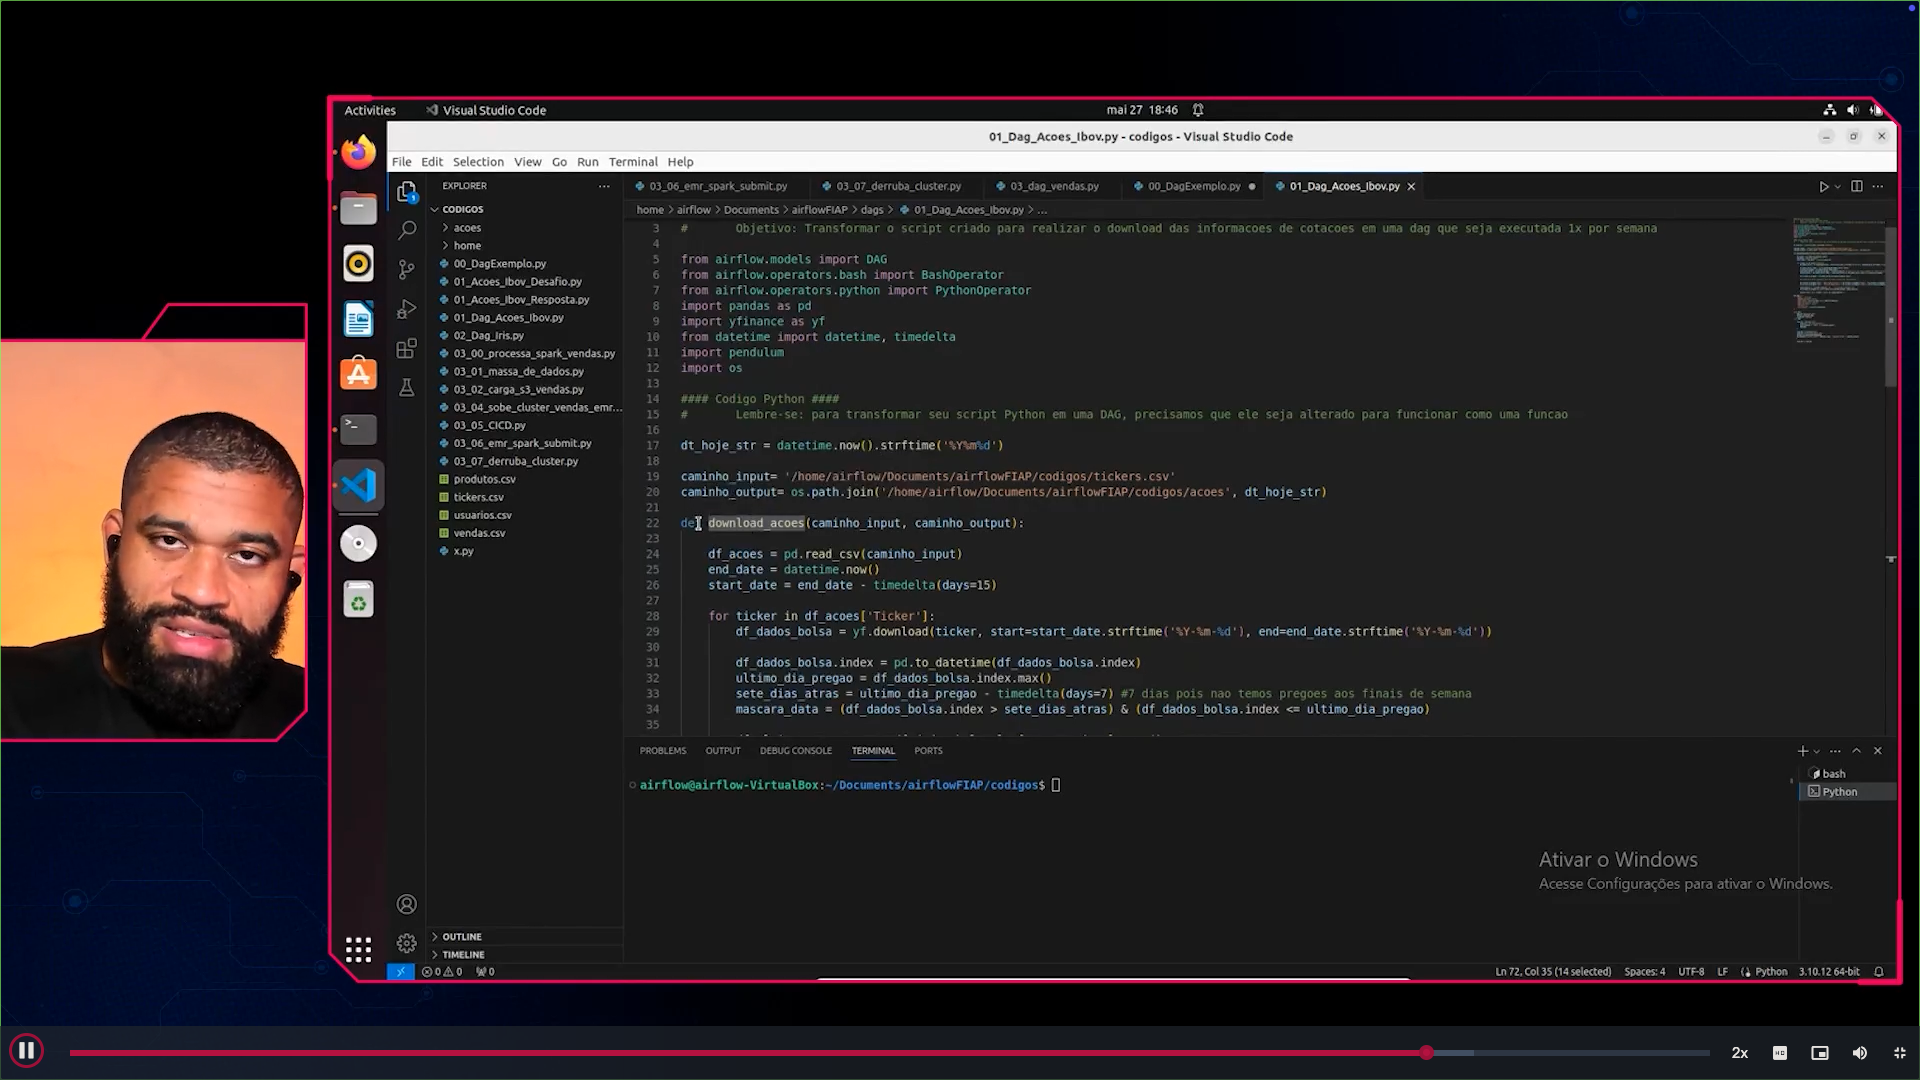 Activities
Visual Studio Code
mai 27 18:46
01_Dag_Acoes_Ibov.py - codigos - Visual Studio Code
File Edit Selection View Go Run Terminal Help
EXPLORER
CODIGOS
acoes
home
00_DagExemplo.py
01_Acoes_Ibov_Desafio.py
01_Acoes_Ibov_Resposta.py
01_Dag_Acoes_Ibov.py
02_Dag_Iris.py
03_00_processa_spark_vendas.py
03_01_massa_de_dados.py
03_02_carga_s3_vendas.py
03_04_sobe_cluster_vendas_emr...
03_05_CICD.py
03_06_emr_spark_submit.py
03_07_derruba_cluster.py
produtos.csv
tickers.csv
usuarios.csv
vendas.csv
x.py
OUTLINE
TIMELINE
03_06_emr_spark_submit.py 03_07_derruba_cluster.py 03_dag_vendas.py 00_DagExemplo.py 01_Dag_Acoes_Ibov.py
home > airflow > Documents > airflowFIAP > dags > 01_Dag_Acoes_Ibov.py > ...
3 # Objetivo: Transformar o script criado para realizar o download das informacoes de cotacoes em uma dag que seja executada 1x por semana
4
5 from airflow.models import DAG
6 from airflow.operators.bash import BashOperator
7 from airflow.operators.python import PythonOperator
8 import pandas as pd
9 import yfinance as yf
10 from datetime import datetime, timedelta
11 import pendulum
12 import os
13
14 #### Codigo Python ####
15 # Lembre-se: para transformar seu script Python em uma DAG, precisamos que ele seja alterado para funcionar como uma funcao
16
17 dt_hoje_str = datetime.now().strftime('%Y%m%d')
18
19 caminho_input= '/home/airflow/Documents/airflowFIAP/codigos/tickers.csv'
20 caminho_output= os.path.join('/home/airflow/Documents/airflowFIAP/codigos/acoes', dt_hoje_str)
21
22 def download_acoes(caminho_input, caminho_output):
23
24 df_acoes = pd.read_csv(caminho_input)
25 end_date = datetime.now()
26 start_date = end_date - timedelta(days=15)
27
28 for ticker in df_acoes['Ticker']:
29 df_dados_bolsa = yf.download(ticker, start=start_date.strftime('%Y-%m-%d'), end=end_date.strftime('%Y-%m-%d'))
30
31 df_dados_bolsa.index = pd.to_datetime(df_dados_bolsa.index)
32 ultimo_dia_pregao = df_dados_bolsa.index.max()
33 sete_dias_atras = ultimo_dia_pregao - timedelta(days=7) #7 dias pois nao temos pregoes aos finais de semana
34 mascara_data = (df_dados_bolsa.index > sete_dias_atras) & (df_dados_bolsa.index <= ultimo_dia_pregao)
35
PROBLEMS OUTPUT DEBUG CONSOLE TERMINAL PORTS
airflow@airflow-VirtualBox:~/Documents/airflowFIAP/codigos$
bash
Python
Ativar o Windows
Acesse Configurações para ativar o Windows.
0 0 0
Ln 72, Col 35 (14 selected) Spaces: 4 UTF-8 LF Python 3.10.12 64-bit
2x
HD